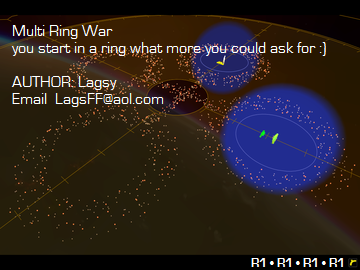 Multi Ring War
you start in a ring what more you could ask for :)
AUTHOR: Lagsy
Email  LagsFF@aol.com
R1 • R1 • R1 • R1 r